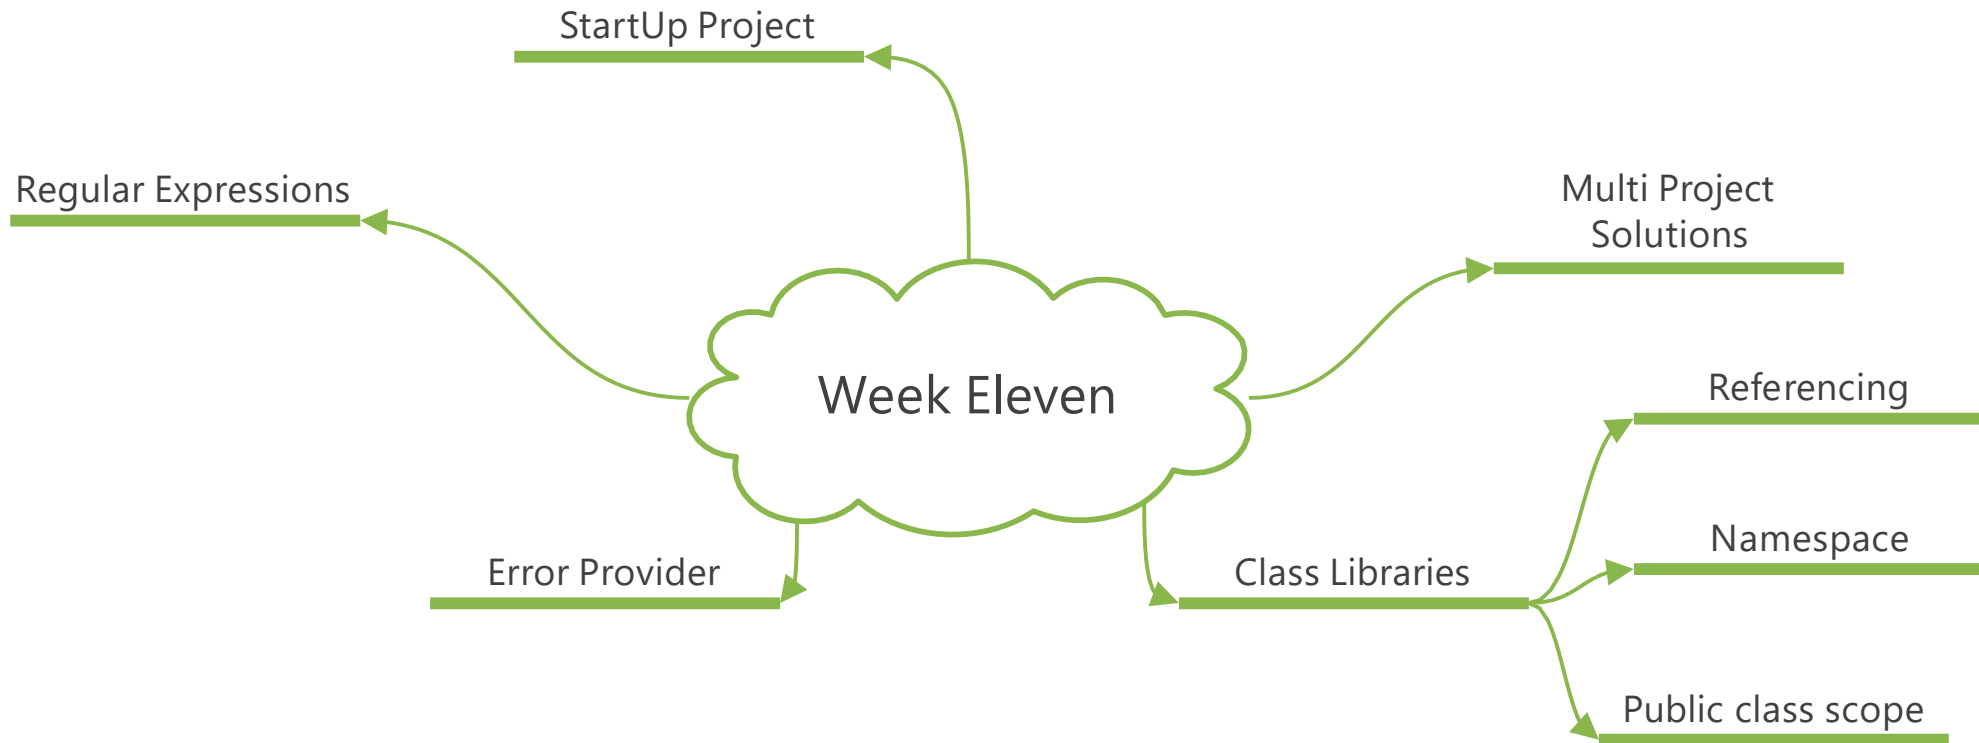 StartUp Project
Regular Expressions
Multi Project
Solutions
Week Eleven
Referencing
Namespace
Error Provider
Class Libraries
Public class scope